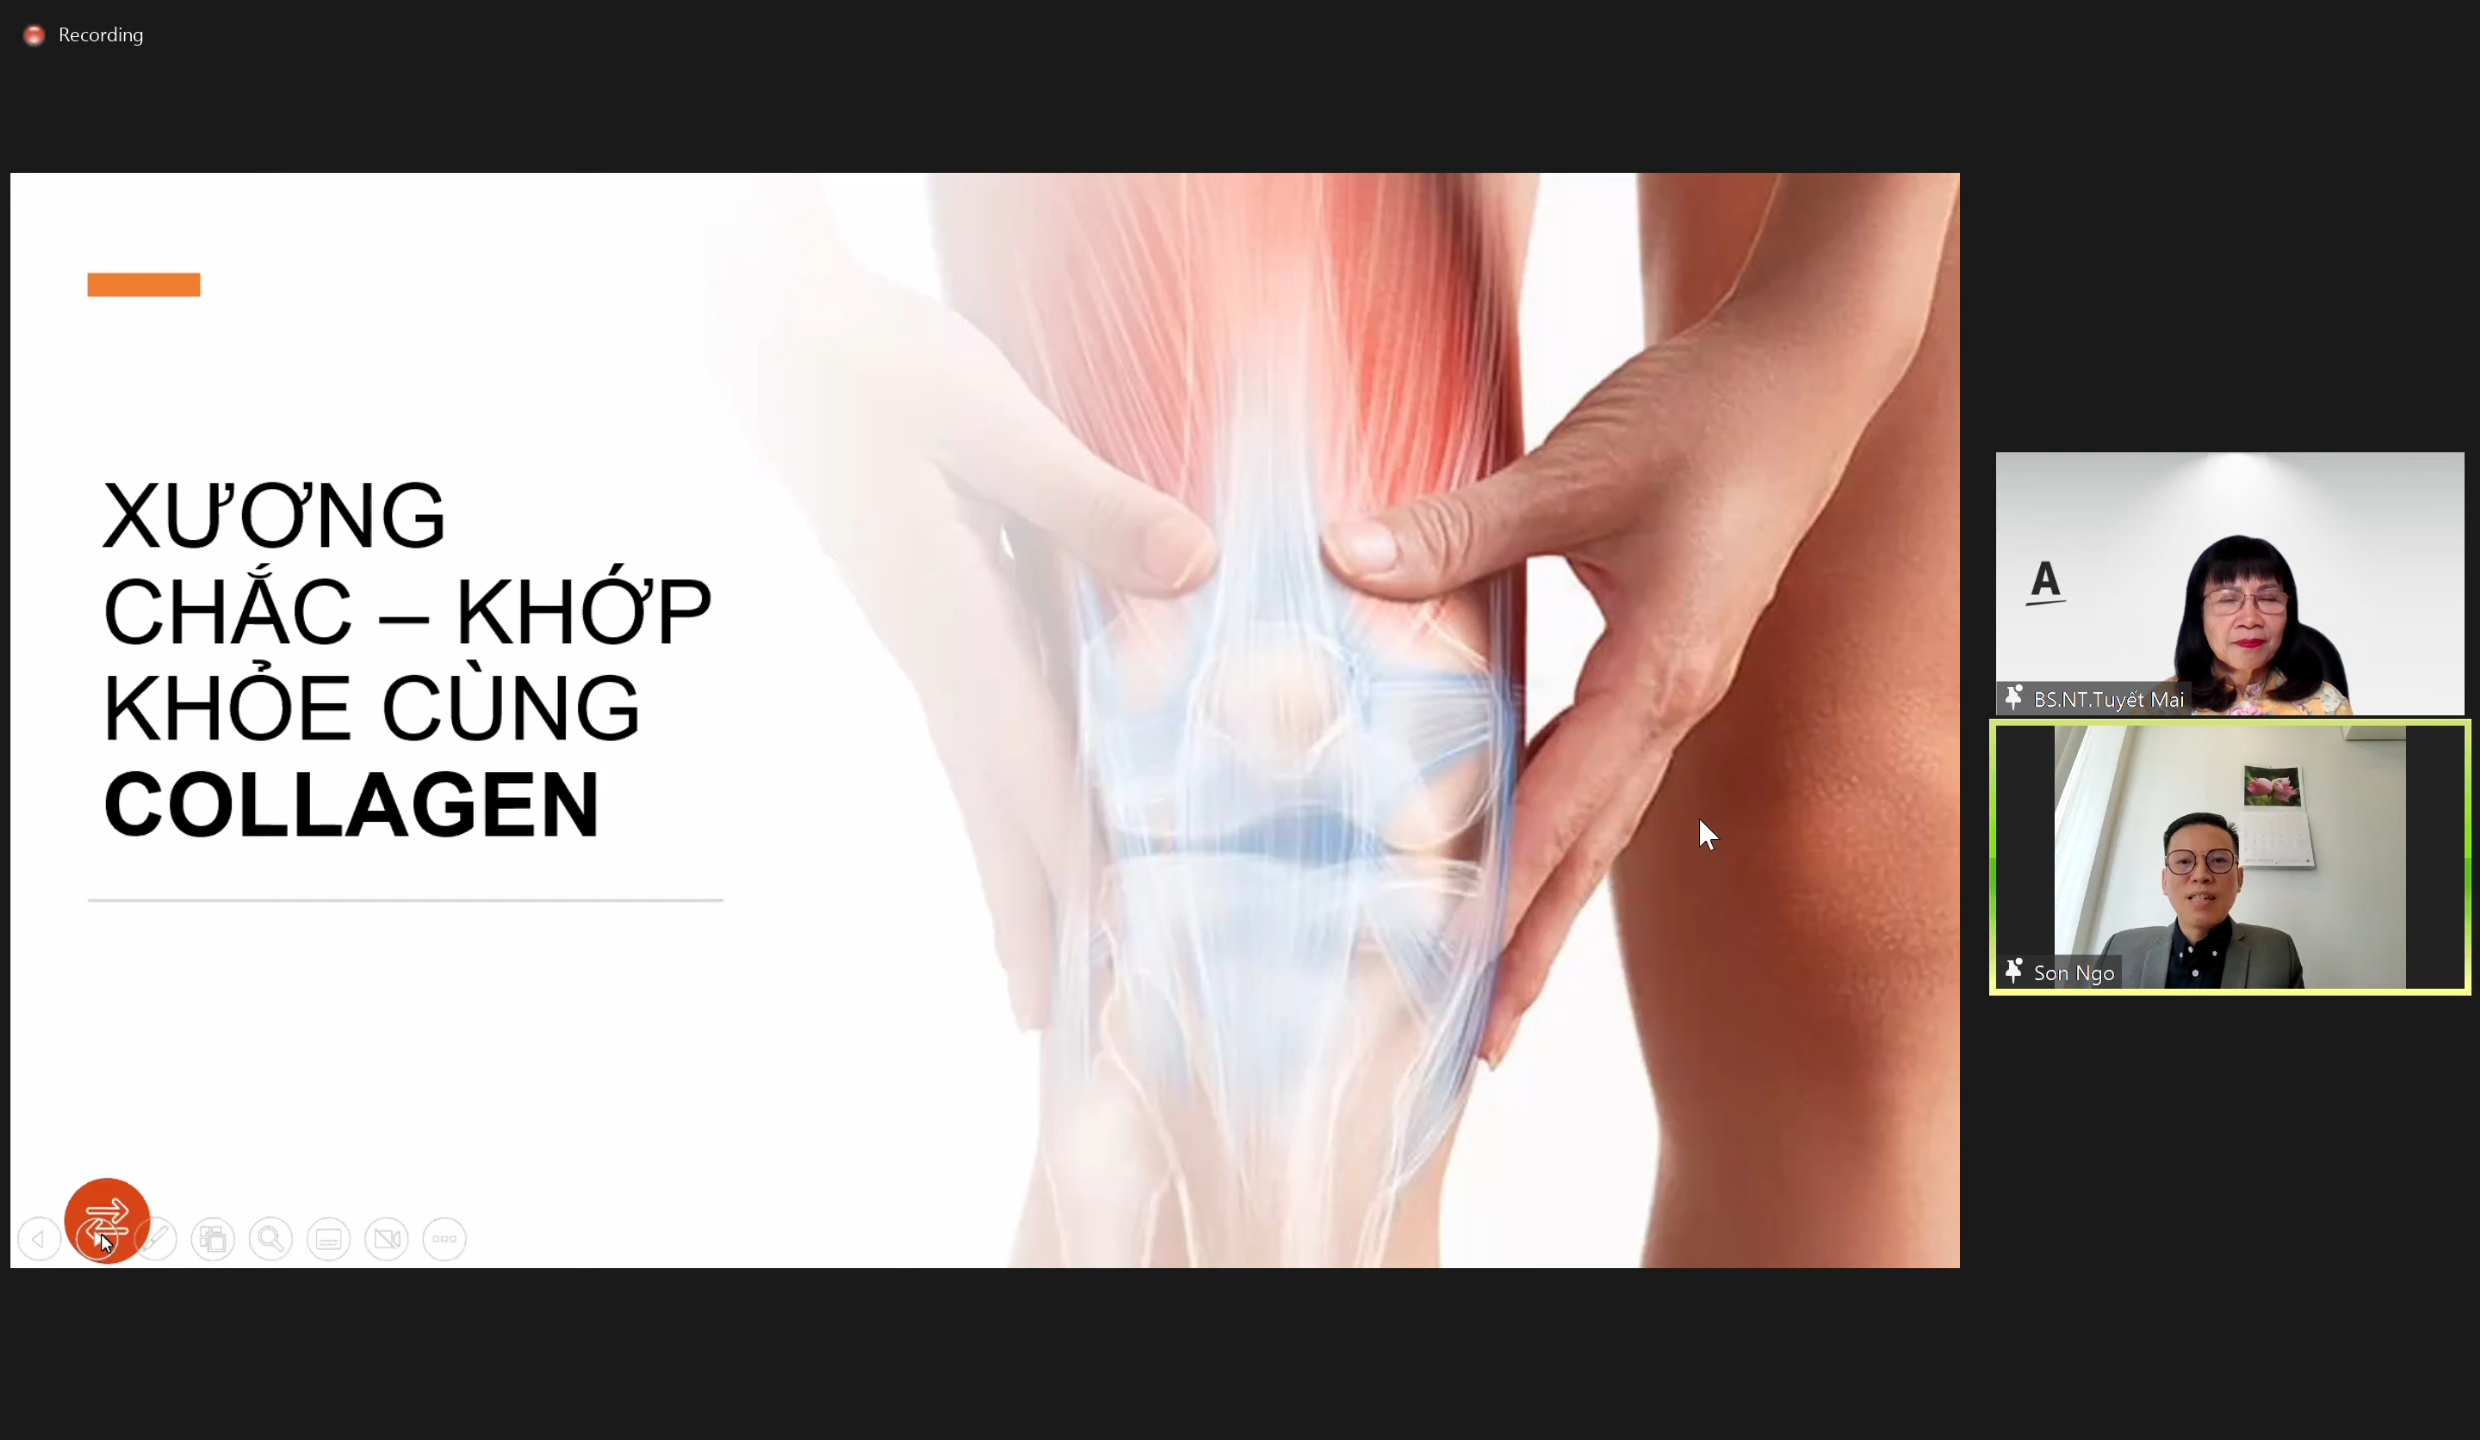 Recording
XƯƠNG
CHẮC – KHỚP
KHỎE CÙNG
COLLAGEN
A
BS.NT.Tuyết Mai
Son Ngo